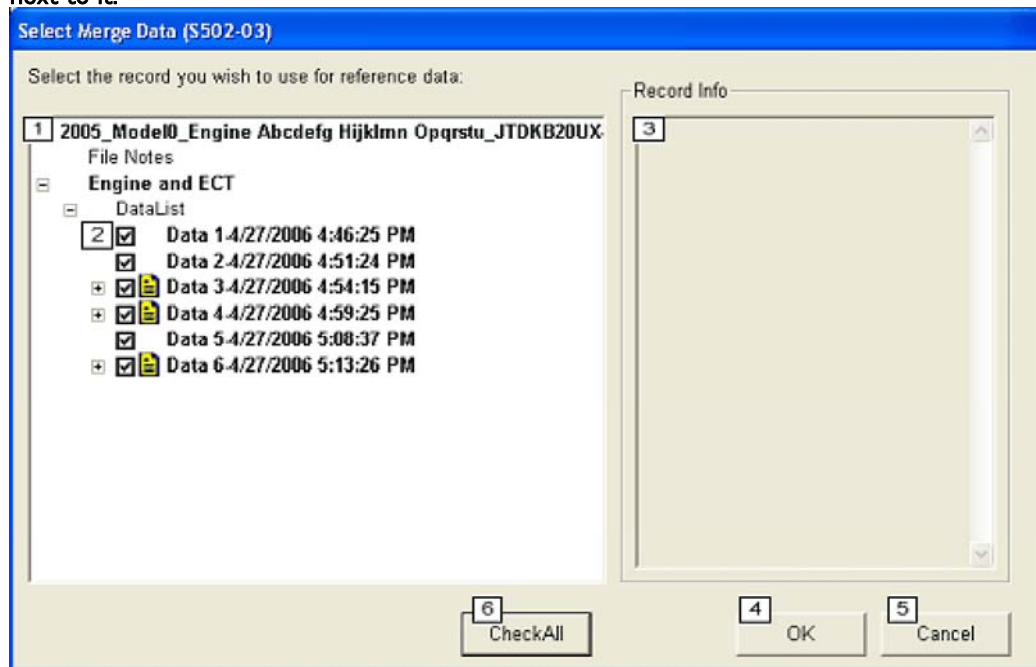 next to it.
Select Merge Data (S502-03)
Select the record you wish to use for reference data:
Record Info
1 2005_Model0_Engine Abcdefg Hijklmn Opqrstu_JTDKB20UX-
3
File Notes
Engine and ECT
DataList
2 Data 1-4/27/2006 4:46:25 PM
Data 2-4/27/2006 4:51:24 PM
Data 3-4/27/2006 4:54:15 PM
Data 4-4/27/2006 4:59:25 PM
Data 5-4/27/2006 5:08:37 PM
Data 6-4/27/2006 5:13:26 PM
6
CheckAll
4
OK
5
Cancel